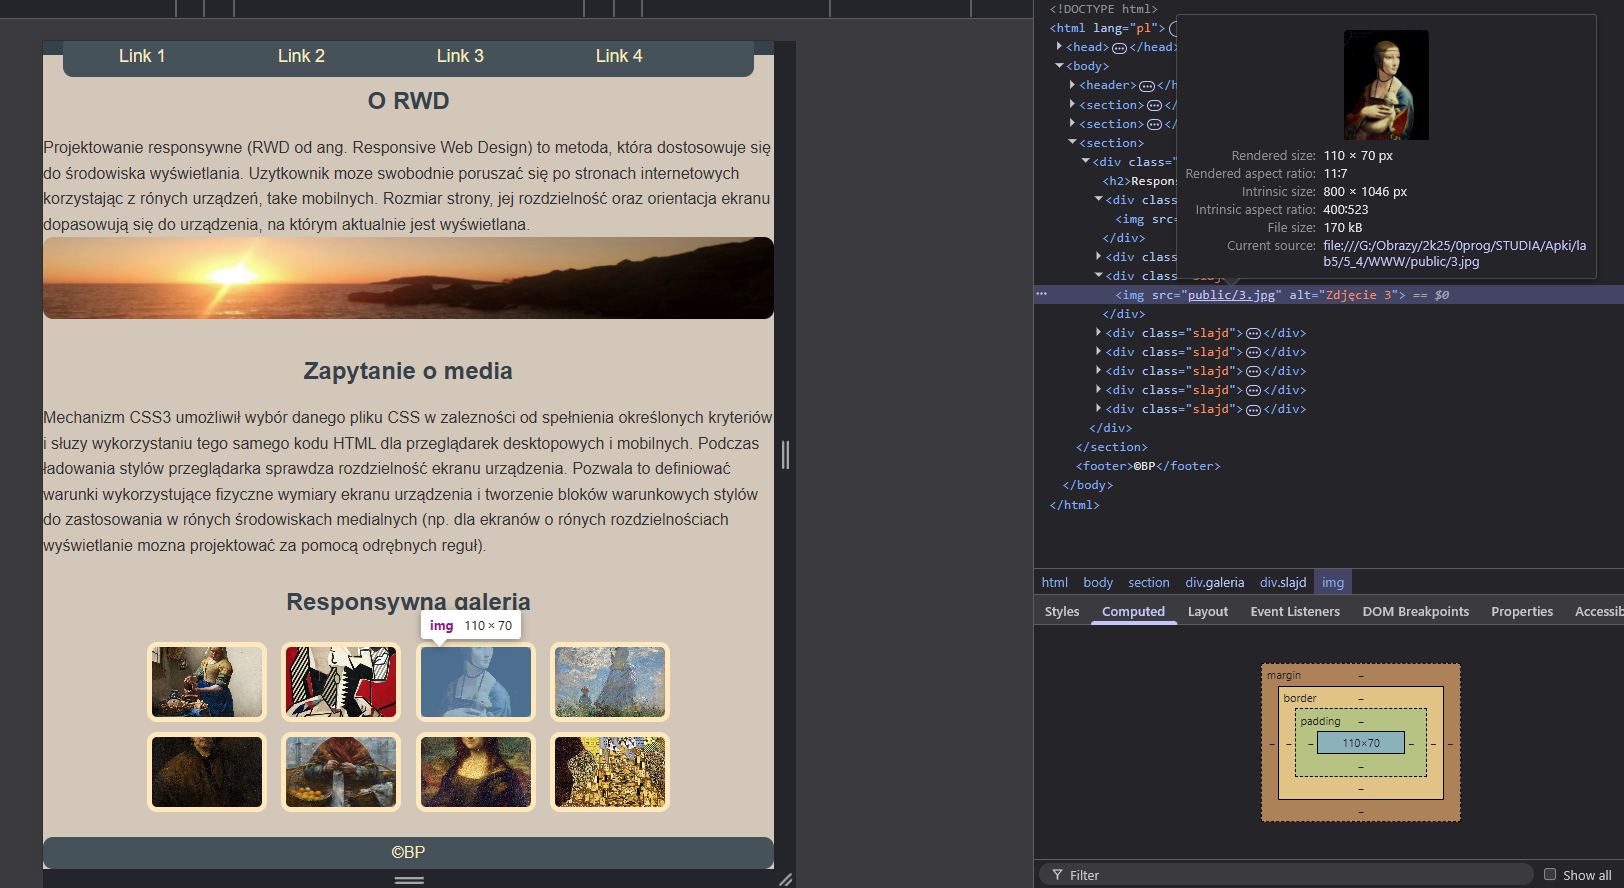 Link 1 Link 2 Link 3 Link 4
O RWD
Projektowanie responsywne (RWD od ang. Responsive Web Design) to metoda, która dostosowuje się
do środowiska wyświetlania. Uzytkownik moze swobodnie poruszać się po stronach internetowych
korzystając z rónych urządzeń, take mobilnych. Rozmiar strony, jej rozdzielność oraz orientacja ekranu
dopasowują się do urządzenia, na którym aktualnie jest wyświetlana.
Zapytanie o media
Mechanizm CSS3 umożliwił wybór danego pliku CSS w zalezności od spełnienia określonych kryteriów
i słuzy wykorzystaniu tego samego kodu HTML dla przeglądarek desktopowych i mobilnych. Podczas
ładowania stylów przeglądarka sprawdza rozdzielność ekranu urządzenia. Pozwala to definiować
warunki wykorzystujące fizyczne wymiary ekranu urządzenia i tworzenie bloków warunkowych stylów
do zastosowania w rónych środowiskach medialnych (np. dla ekranów o rónych rozdzielnościach
wyświetlanie mozna projektować za pomocą odrębnych reguł).
Responsywna galeria
img 110 × 70
©BP
<!DOCTYPE html>
<html lang="pl">
<head>…</head>
<body>
<header>…</h
<section>…</
<section>…</
<section>
<div class="
<h2>Respons
<div class
<img src=
</div>
<div clas
<div clas
Rendered size: 110 × 70 px
Rendered aspect ratio: 11:7
Intrinsic size: 800 × 1046 px
Intrinsic aspect ratio: 400:523
File size: 170 kB
Current source: file:///G:/Obrazy/2k25/0prog/STUDIA/Apki/la
b5/5_4/WWW/public/3.jpg
<img src="public/3.jpg" alt="Zdjęcie 3"> == $0
</div>
<div class="slajd">…</div>
<div class="slajd">…</div>
<div class="slajd">…</div>
<div class="slajd">…</div>
<div class="slajd">…</div>
</div>
</section>
<footer>©BP</footer>
</body>
</html>
html body section div.galeria div.slajd img
Styles Computed Layout Event Listeners DOM Breakpoints Properties Accessib
margin –
border –
padding –
– – – 110×70 – – –
–
–
–
Filter Show all